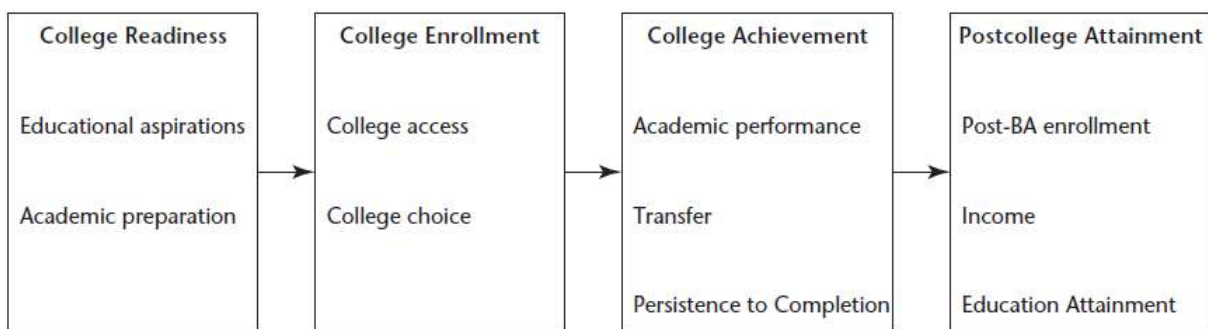 College Readiness
Educational aspirations
Academic preparation
College Enrollment
College access
College choice
College Achievement
Academic performance
Transfer
Persistence to Completion
Postcollege Attainment
Post-BA enrollment
Income
Education Attainment